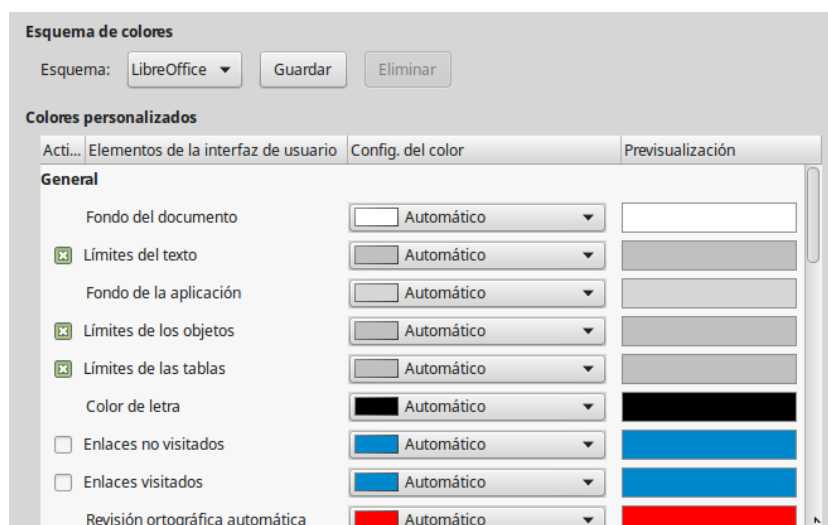 Esquema de colores
Esquema: LibreOffice Guardar Eliminar
Colores personalizados
Acti... Elementos de la interfaz de usuario Config. del color Previsualización
General
Fondo del documento Automático
Límites del texto Automático
Fondo de la aplicación Automático
Límites de los objetos Automático
Límites de las tablas Automático
Color de letra Automático
Enlaces no visitados Automático
Enlaces visitados Automático
Revisión ortográfica automática Automático